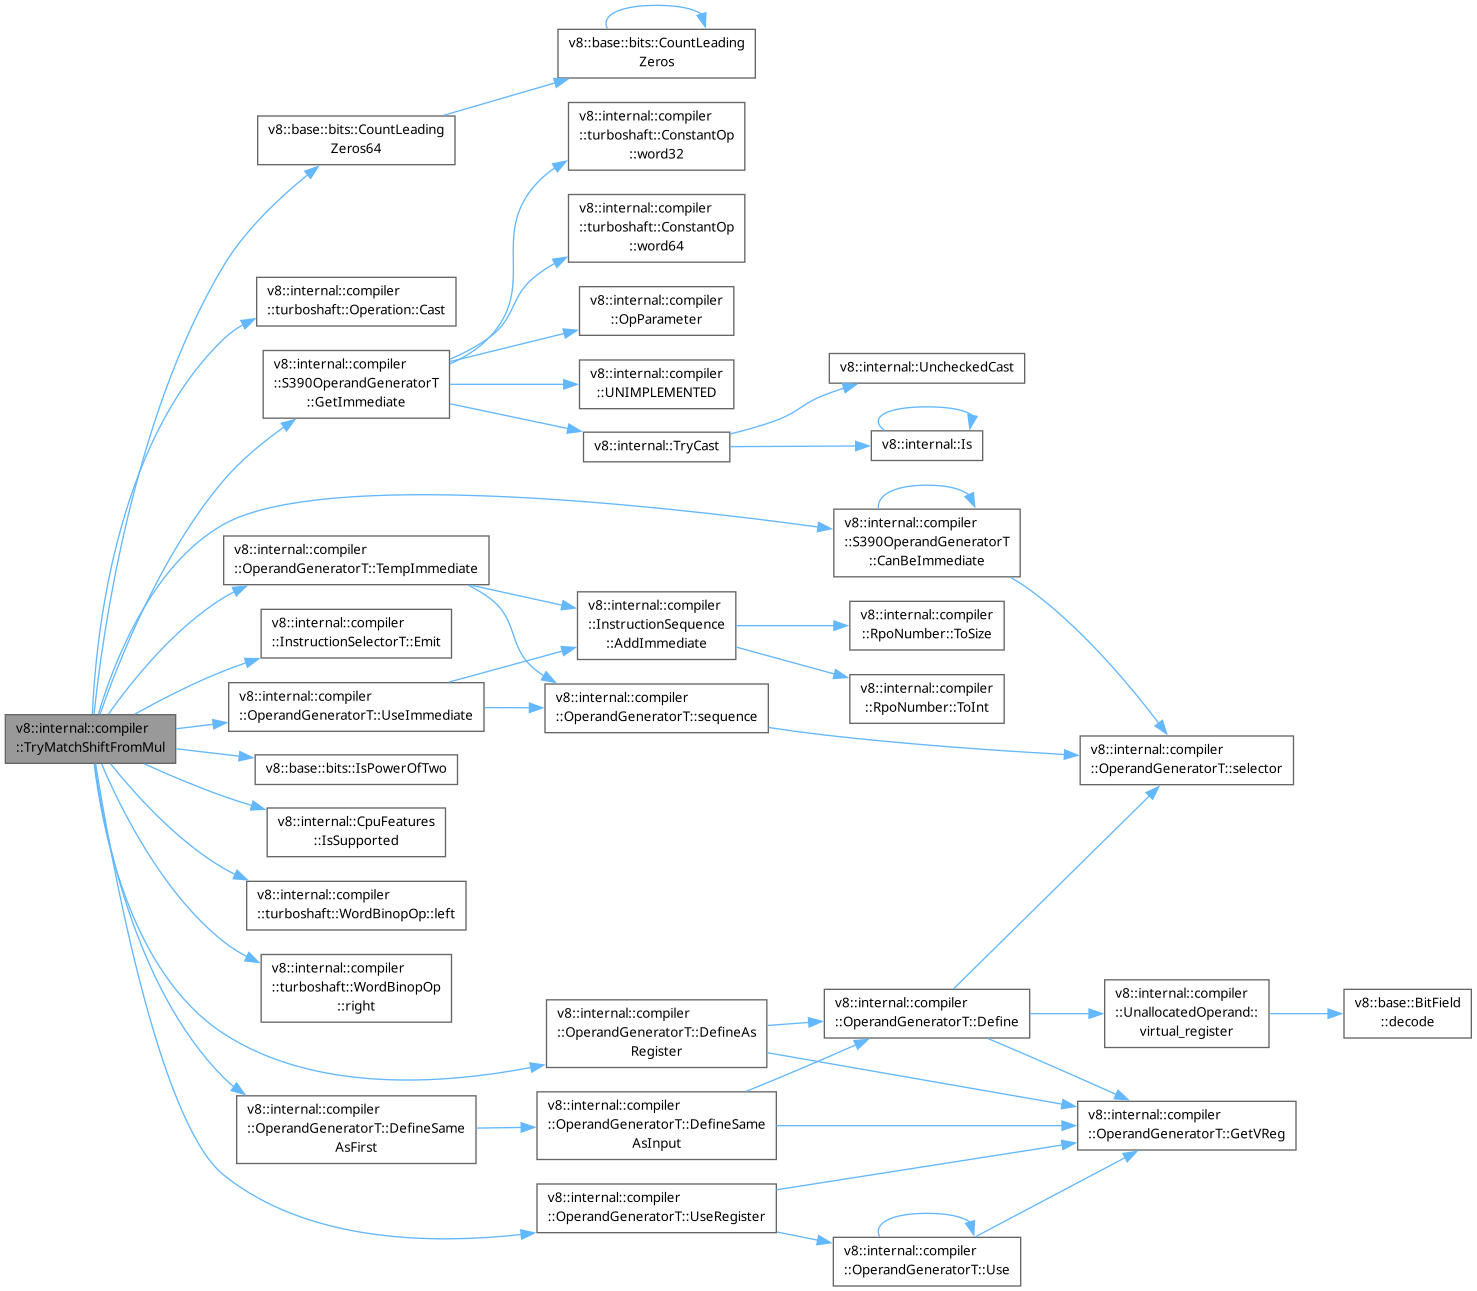 v8::base::bits::CountLeading
Zeros
v8::internal::compiler
::turboshaft::ConstantOp
::word32
v8::base::bits::CountLeading
Zeros64
v8::internal::compiler
::turboshaft::ConstantOp
::word64
v8::internal::compiler
::turboshaft::Operation::Cast
v8::internal::compiler
::OpParameter
v8::internal::compiler
::S390OperandGeneratorT
::GetImmediate
v8::internal::compiler
::UNIMPLEMENTED
v8::internal::UncheckedCast
v8::internal::TryCast
v8::internal::Is
v8::internal::compiler
::S390OperandGeneratorT
::CanBeImmediate
v8::internal::compiler
::OperandGeneratorT::TempImmediate
v8::internal::compiler
::InstructionSequence
::AddImmediate
v8::internal::compiler
::RpoNumber::ToSize
v8::internal::compiler
::InstructionSelectorT::Emit
v8::internal::compiler
::RpoNumber::ToInt
v8::internal::compiler
::OperandGeneratorT::UseImmediate
v8::internal::compiler
::OperandGeneratorT::sequence
v8::internal::compiler
::TryMatchShiftFromMul
v8::internal::compiler
::OperandGeneratorT::selector
v8::base::bits::IsPowerOfTwo
v8::internal::CpuFeatures
::IsSupported
v8::internal::compiler
::turboshaft::WordBinopOp::left
v8::internal::compiler
::turboshaft::WordBinopOp
::right
v8::internal::compiler
::OperandGeneratorT::DefineAs
Register
v8::internal::compiler
::OperandGeneratorT::Define
v8::internal::compiler
::UnallocatedOperand::
virtual_register
v8::base::BitField
::decode
v8::internal::compiler
::OperandGeneratorT::DefineSame
AsFirst
v8::internal::compiler
::OperandGeneratorT::DefineSame
AsInput
v8::internal::compiler
::OperandGeneratorT::GetVReg
v8::internal::compiler
::OperandGeneratorT::UseRegister
v8::internal::compiler
::OperandGeneratorT::Use